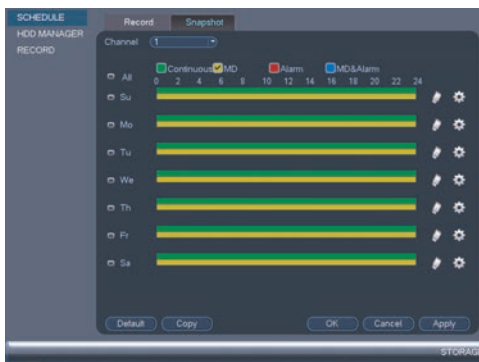 SCHEDULE
HDD MANAGER
RECORD
Record Snapshot
Channel 1
All Continuous MD Alarm MD&Alarm
0 2 4 6 8 10 12 14 16 18 20 22 24
Su
Mo
Tu
We
Th
Fr
Sa
Default Copy OK Cancel Apply
STORAG